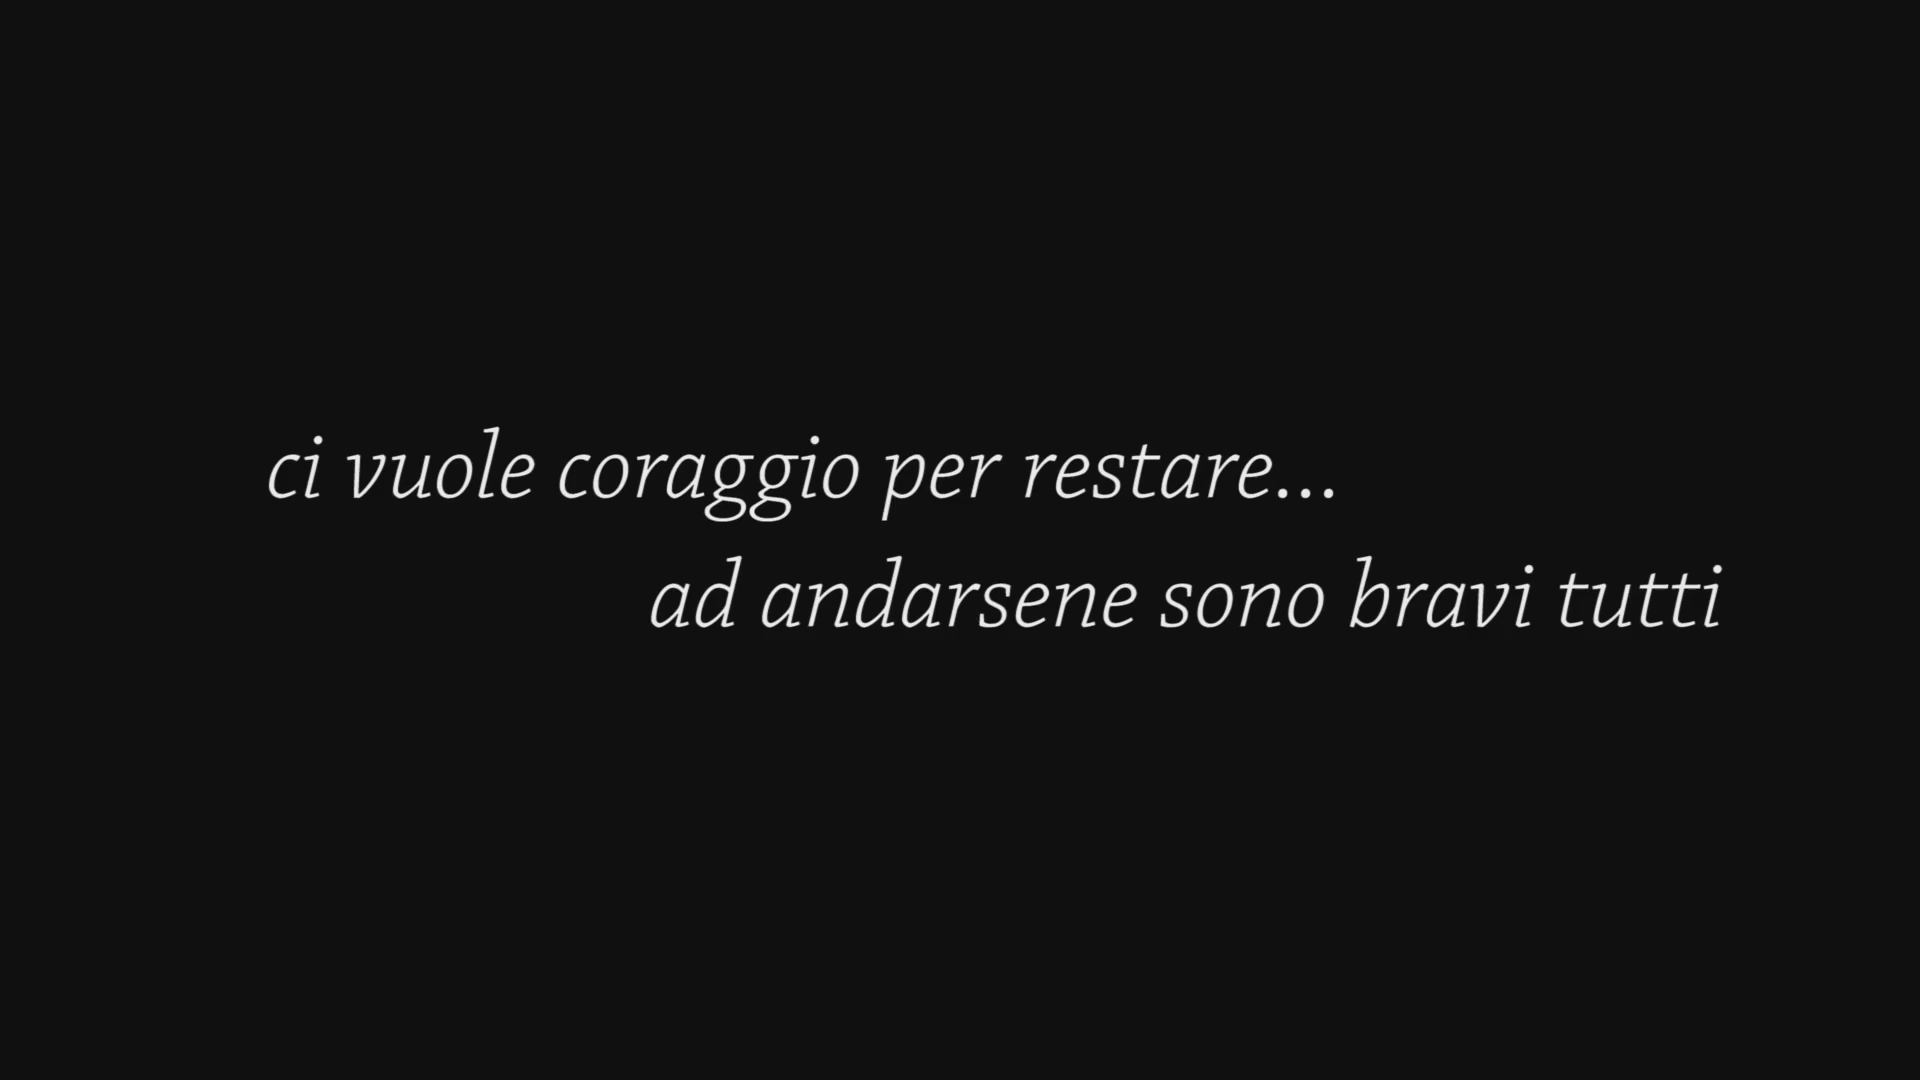 ci vuole coraggio per restare...
ad andarsene sono bravi tutti